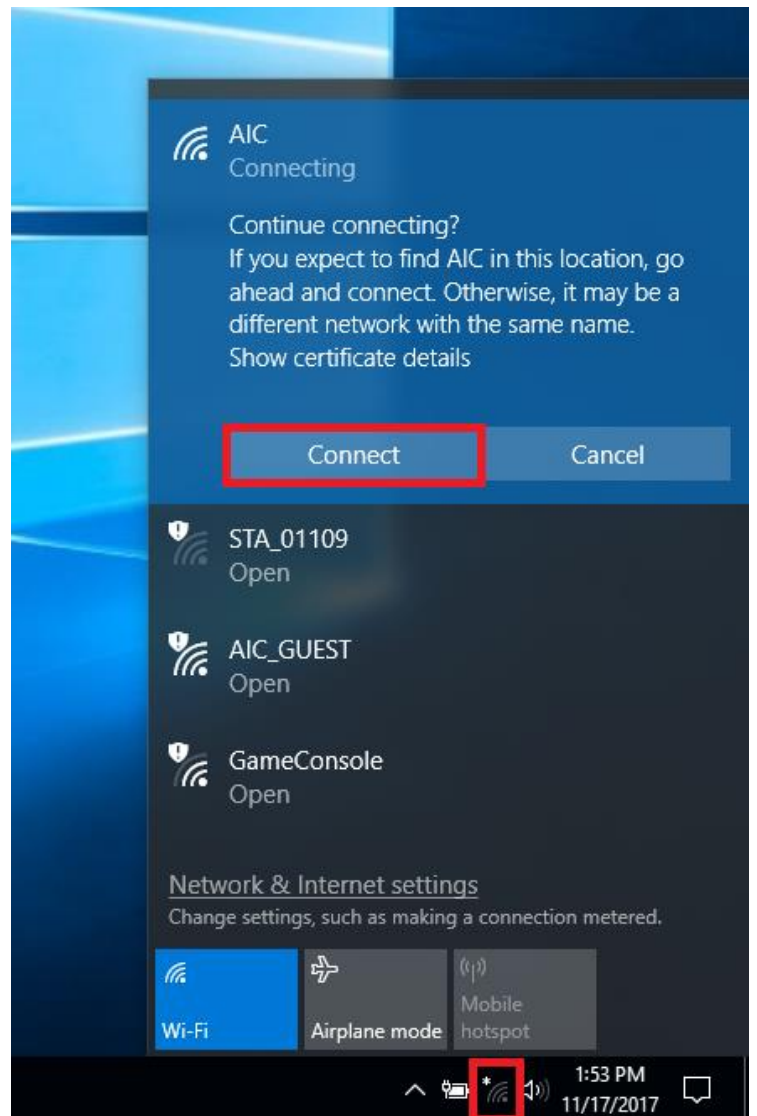 AIC
Connecting
Continue connecting?
If you expect to find AIC in this location, go
ahead and connect. Otherwise, it may be a
different network with the same name.
Show certificate details
Connect
Cancel
STA_01109
Open
AIC_GUEST
Open
GameConsole
Open
Network & Internet settings
Change settings, such as making a connection metered.
Wi-Fi
Airplane mode
Mobile
hotspot
1:53 PM
11/17/2017